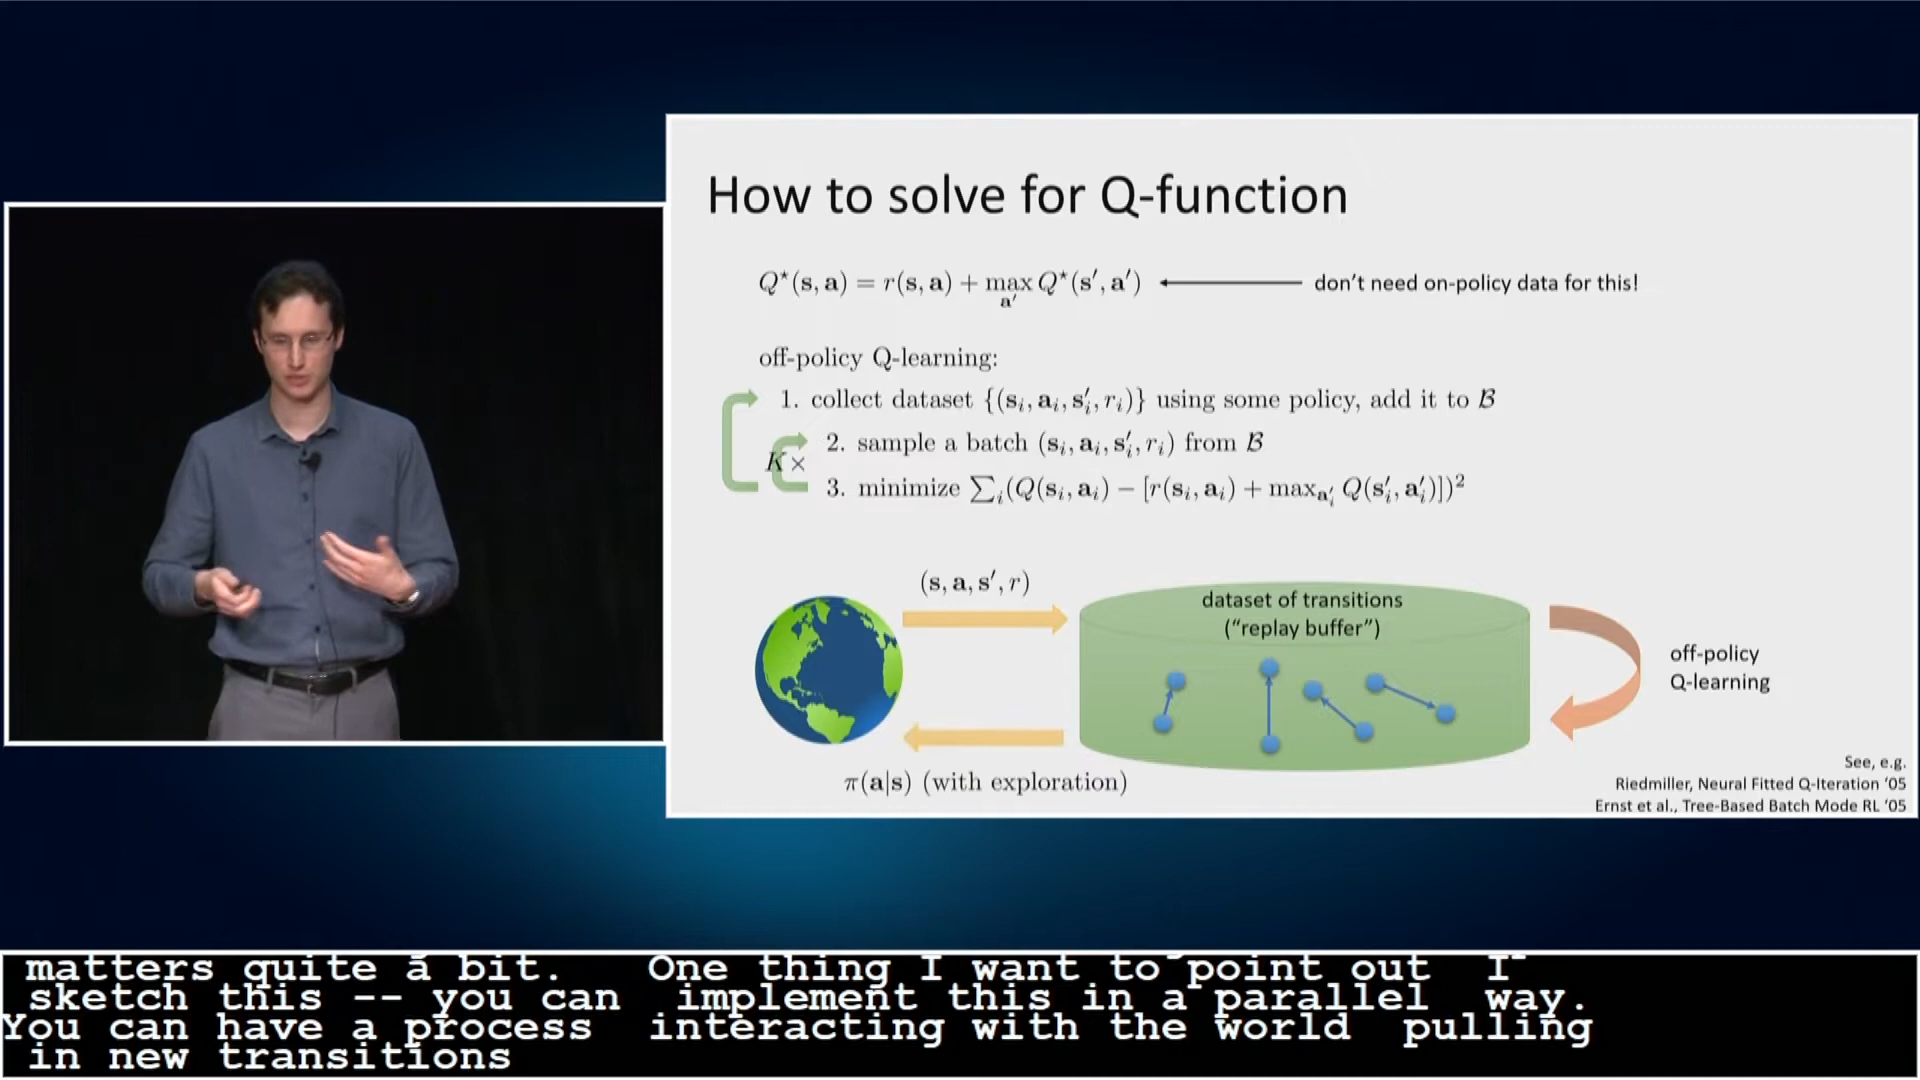 How to solve for Q-function
Q*(s, a) = r(s, a) + max_{a'} Q*(s', a')
don't need on-policy data for this!
off-policy Q-learning:
1. collect dataset {(s_i, a_i, s'_i, r_i)} using some policy, add it to B
K×
2. sample a batch (s_i, a_i, s'_i, r_i) from B
3. minimize ∑_i(Q(s_i, a_i) − [r(s_i, a_i) + max_{a'_i} Q(s'_i, a'_i)])²
(s, a, s', r)
dataset of transitions
("replay buffer")
off-policy
Q-learning
π(a|s) (with exploration)
See, e.g.
Riedmiller, Neural Fitted Q-Iteration '05
Ernst et al., Tree-Based Batch Mode RL '05
matters quite a bit. One thing I want to point out I
sketch this -- you can implement this in a parallel way.
You can have a process interacting with the world pulling
in new transitions